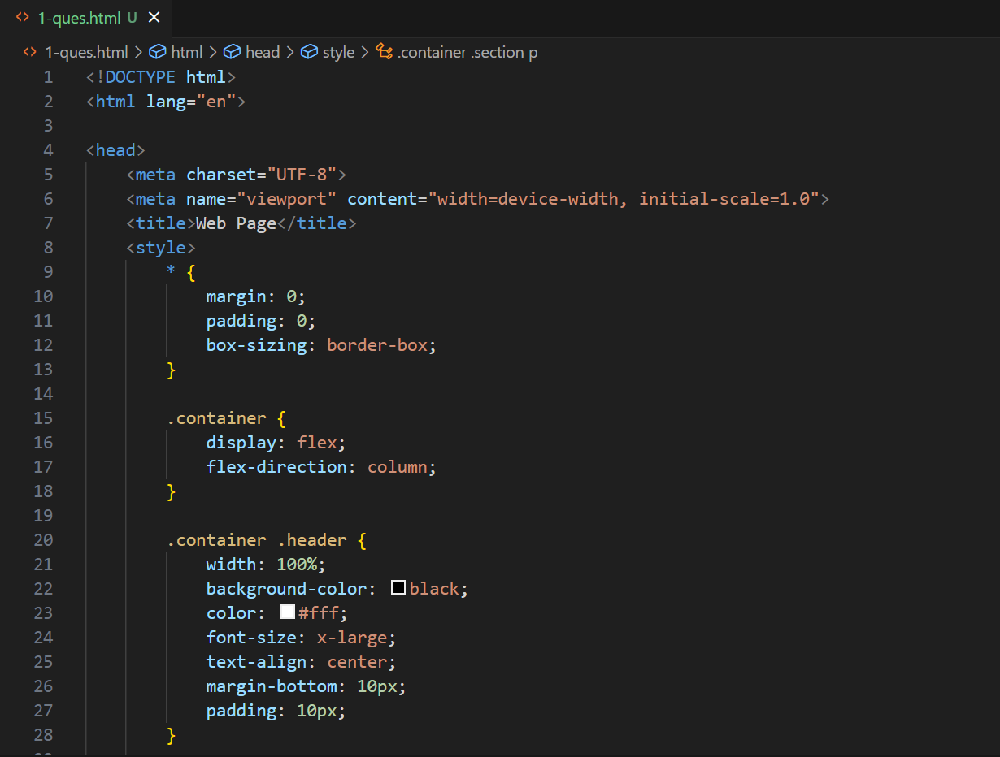 1-ques.html U
1-ques.html > html > head > style > .container .section p
1 <!DOCTYPE html>
2 <html lang="en">
3
4 <head>
5     <meta charset="UTF-8">
6     <meta name="viewport" content="width=device-width, initial-scale=1.0">
7     <title>Web Page</title>
8     <style>
9         * {
10             margin: 0;
11             padding: 0;
12             box-sizing: border-box;
13         }
14
15         .container {
16             display: flex;
17             flex-direction: column;
18         }
19
20         .container .header {
21             width: 100%;
22             background-color: black;
23             color: #fff;
24             font-size: x-large;
25             text-align: center;
26             margin-bottom: 10px;
27             padding: 10px;
28         }